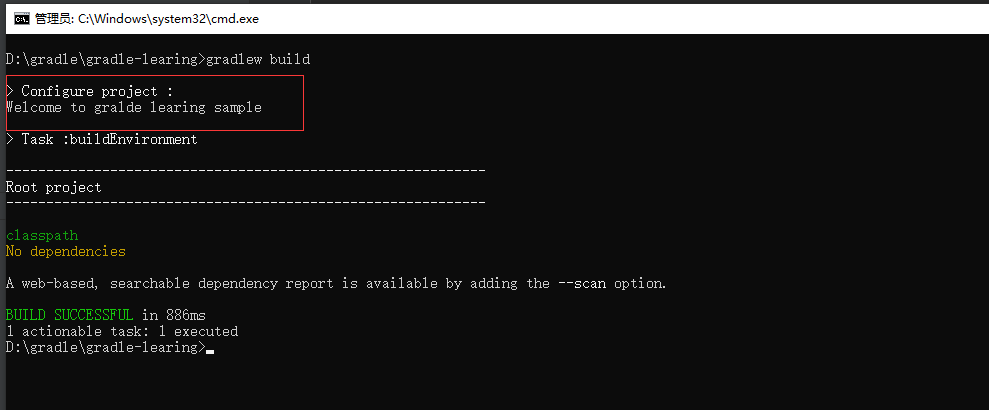 管理员: C:\Windows\system32\cmd.exe
D:\gradle\gradle-learing>gradlew build
> Configure project :
Welcome to gralde learing sample
> Task :buildEnvironment
------------------------------------------------------------
Root project
------------------------------------------------------------
classpath
No dependencies
A web-based, searchable dependency report is available by adding the --scan option.
BUILD SUCCESSFUL in 886ms
1 actionable task: 1 executed
D:\gradle\gradle-learing>